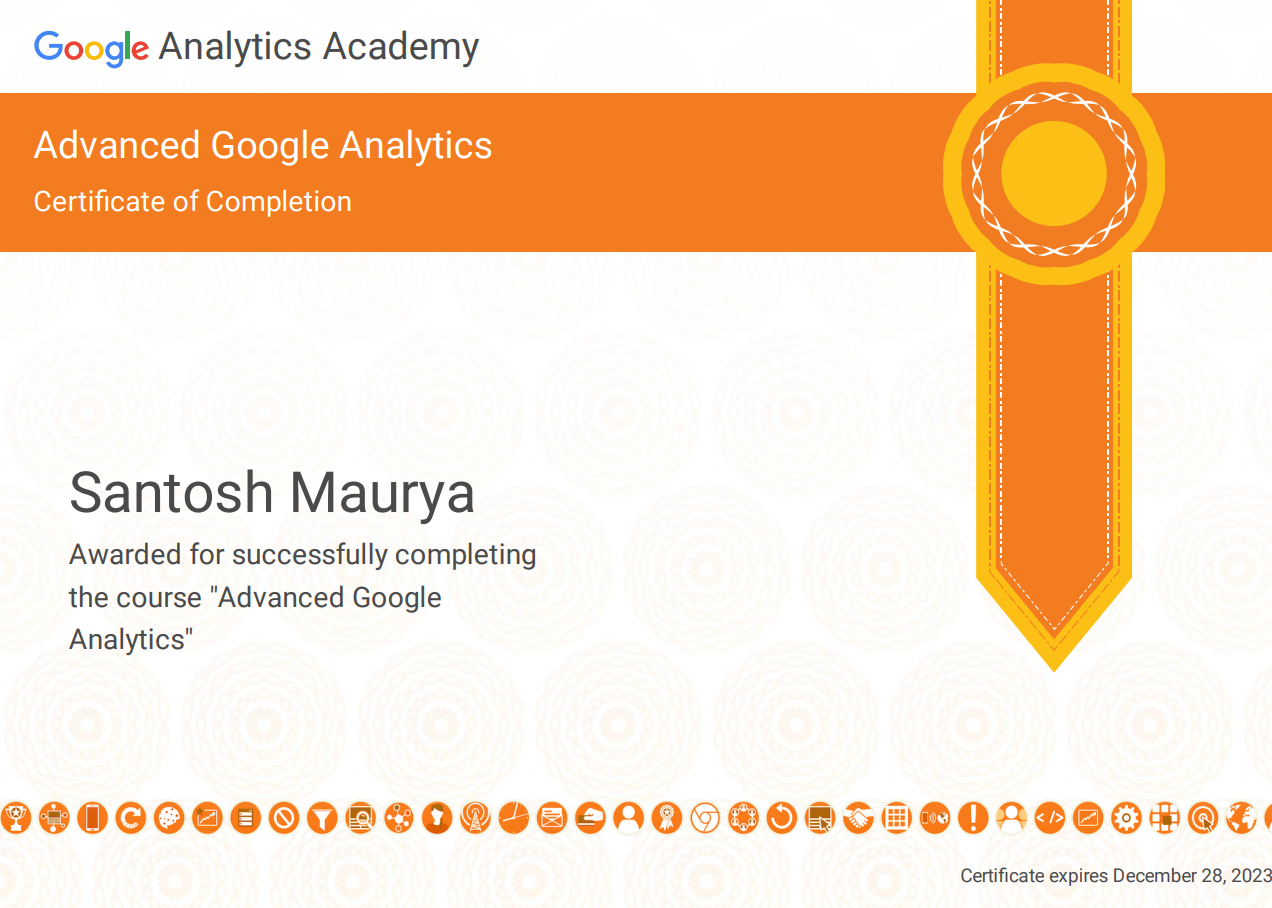 Google Analytics Academy
Advanced Google Analytics
Certificate of Completion
Santosh Maurya
Awarded for successfully completing
the course "Advanced Google
Analytics"
Certificate expires December 28, 2023